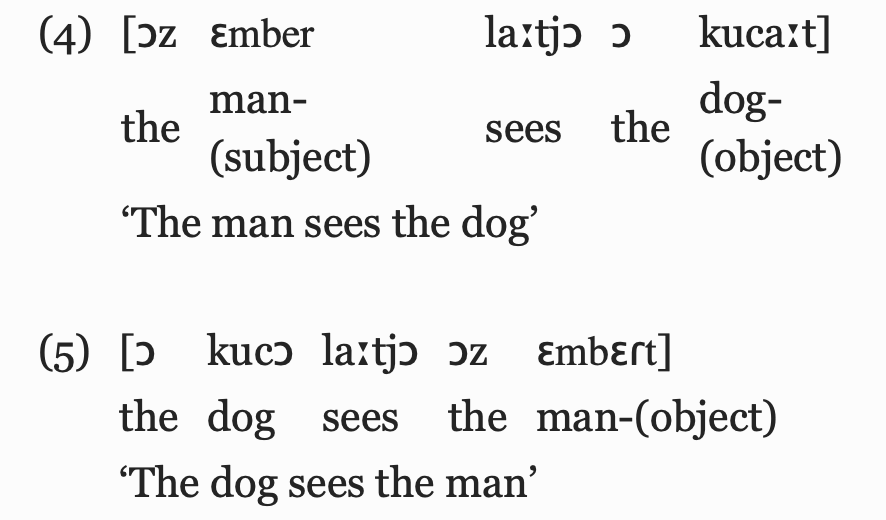 (4) [ɔz ɛmber laːtjɔ ɔ kucaːt]
the man-(subject) sees the dog-(object)
‘The man sees the dog’
(5) [ɔ kucɔ laːtjɔ ɔz ɛmbɛɾt]
the dog sees the man-(object)
‘The dog sees the man’